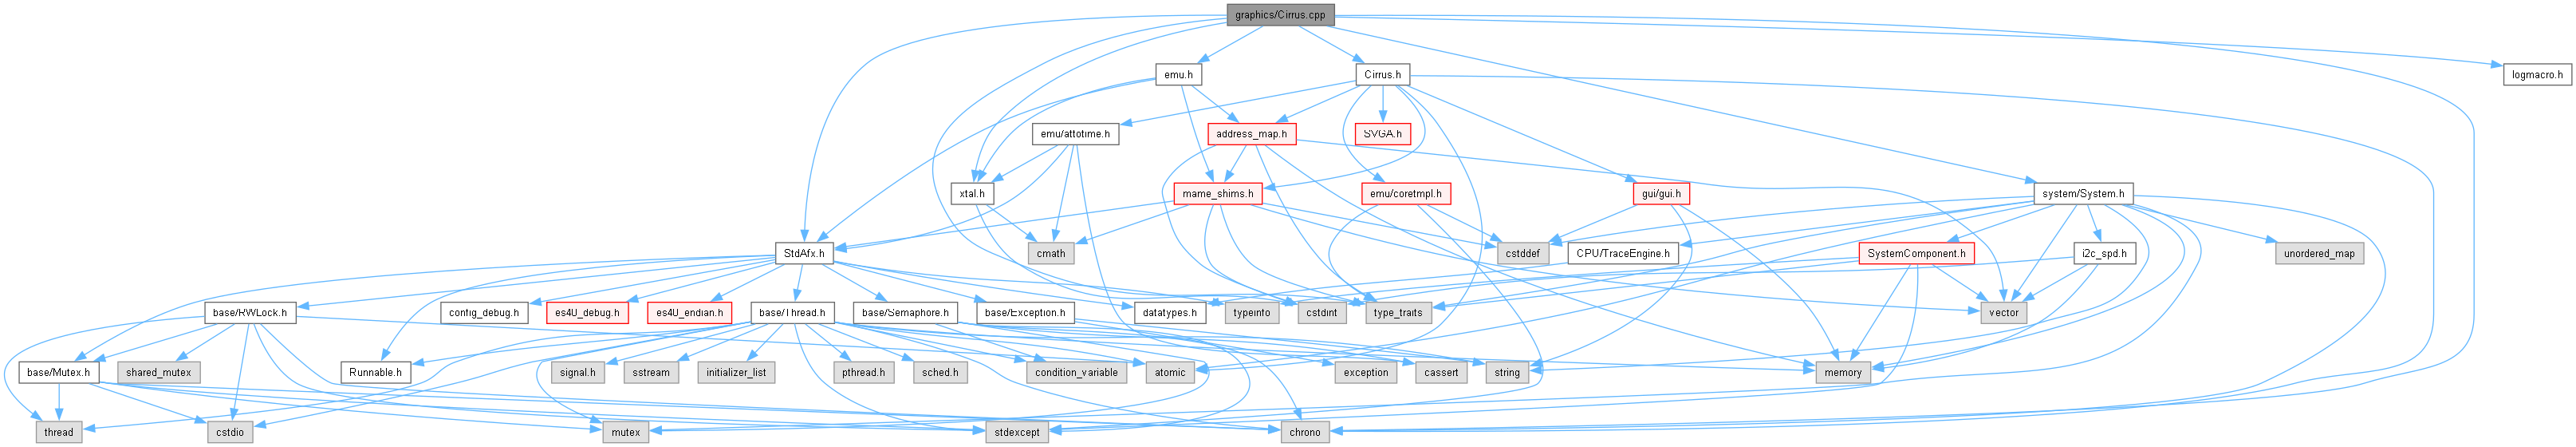 graphics/Cirrus.cpp
emu.h
Cirrus.h
logmacro.h
emu/attotime.h
address_map.h
SVGA.h
xtal.h
mame_shims.h
emu/coretmpl.h
gui/gui.h
system/System.h
StdAfx.h
cmath
cstddef
CPU/TraceEngine.h
SystemComponent.h
i2c_spd.h
unordered_map
base/RWLock.h
config_debug.h
es4U_debug.h
es4U_endian.h
base/Thread.h
base/Semaphore.h
base/Exception.h
datatypes.h
typeinfo
cstdint
type_traits
vector
base/Mutex.h
shared_mutex
Runnable.h
signal.h
sstream
initializer_list
pthread.h
sched.h
condition_variable
atomic
exception
cassert
string
memory
thread
cstdio
mutex
stdexcept
chrono